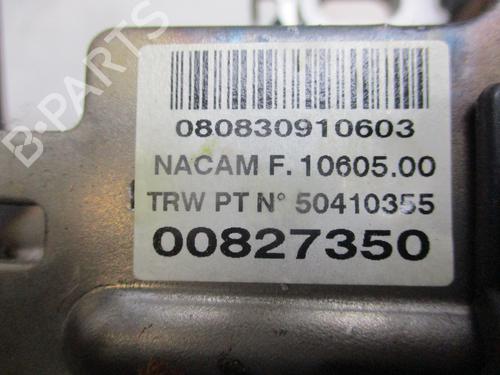 080830910603
NACAM F. 10605.00
TRW PT N° 50410355
00827350
B-PARTS